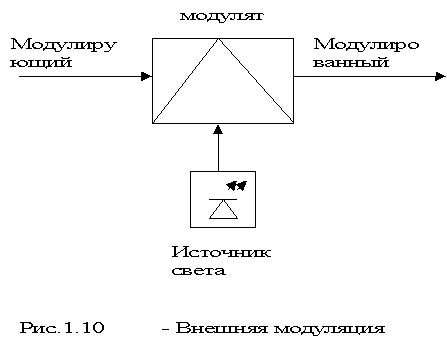 модулят
Модулиру
ющий
Модулиро
ванный
Источник
света
Рис.1.10 - Внешняя модуляция